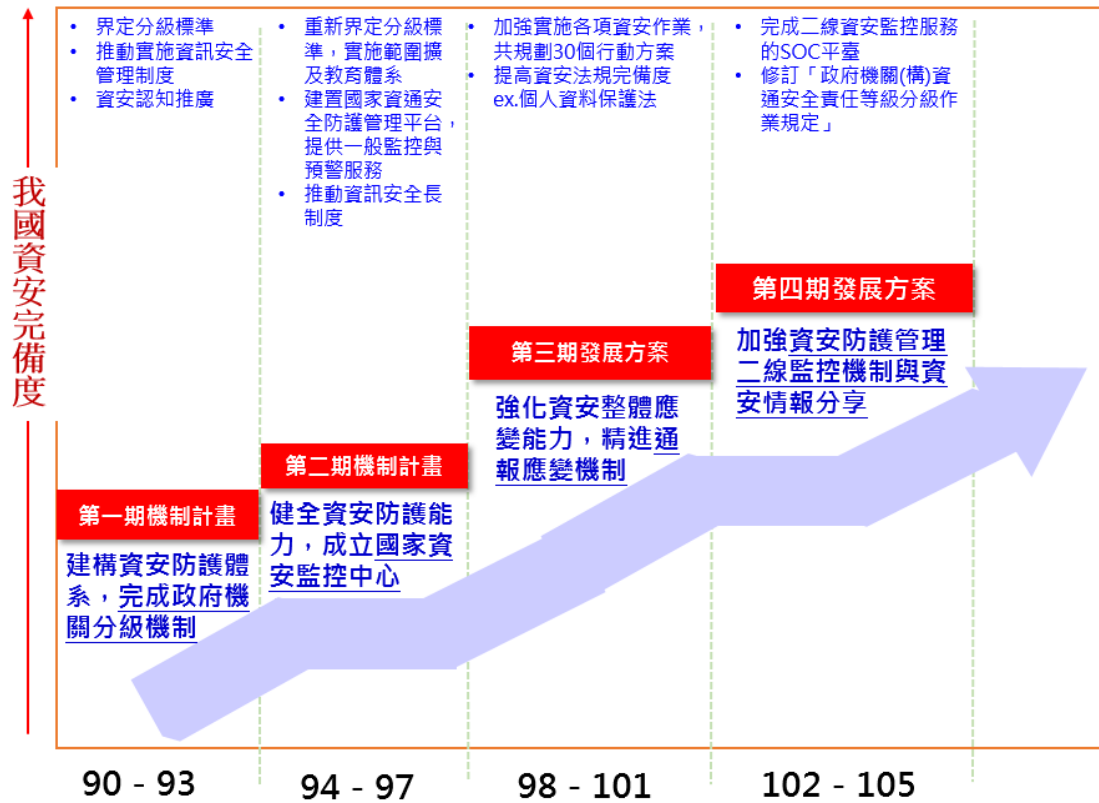 我國資安完備度
• 界定分級標準
• 推動實施資訊安全
管理制度
• 資安認知推廣
• 重新界定分級標
準，實施範圍擴
及教育體系
• 建置國家資通安
全防護管理平台，
提供一般監控與
預警服務
• 推動資訊安全長
制度
• 加強實施各項資安作業，
共規劃30個行動方案
• 提高資安法規完備度
ex.個人資料保護法
• 完成二線資安監控服務
的SOC平臺
• 修訂「政府機關(構)資
通安全責任等級分級作
業規定」
第一期機制計畫
建構資安防護體
系，完成政府機
關分級機制
第二期機制計畫
健全資安防護能
力，成立國家資
安監控中心
第三期發展方案
強化資安整體應
變能力，精進通
報應變機制
第四期發展方案
加強資安防護管理
二線監控機制與資
安情報分享
90 - 93
94 - 97
98 - 101
102 - 105